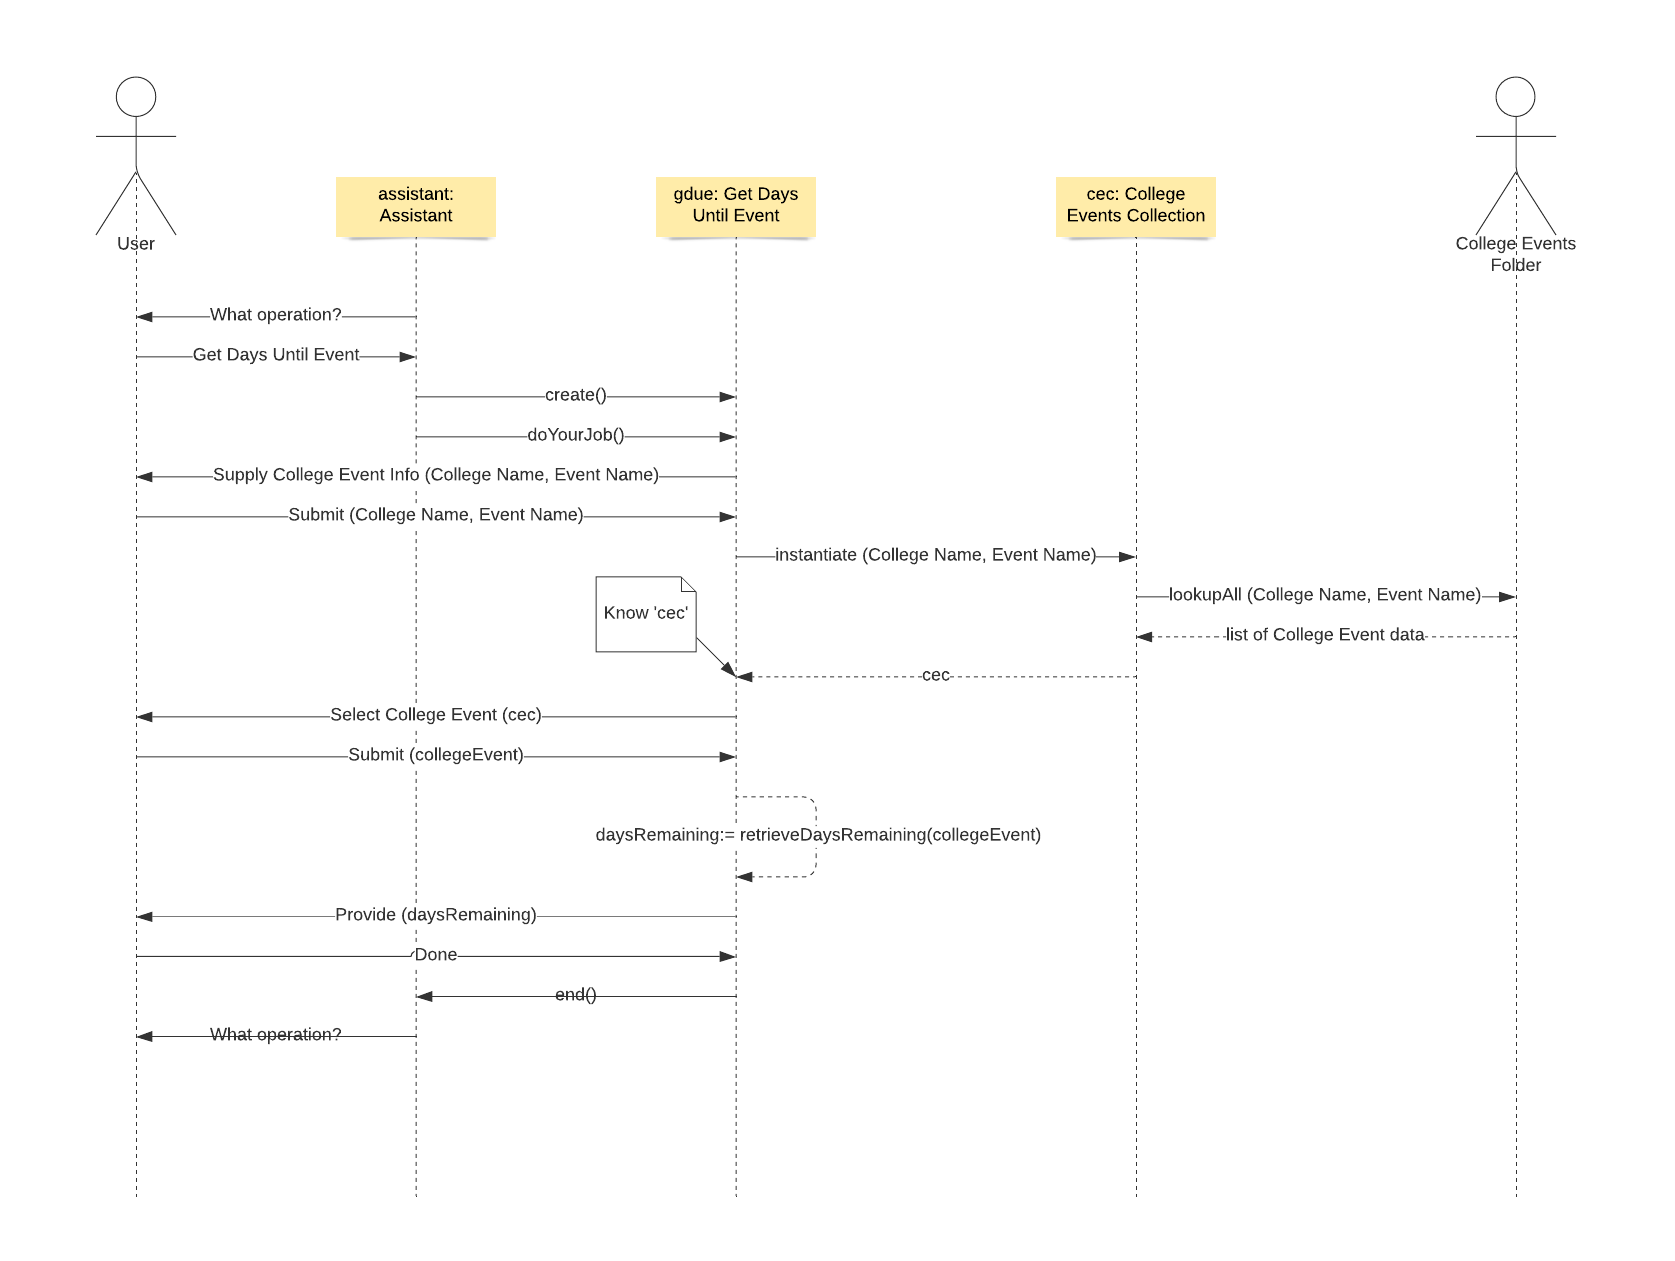 User
assistant:
Assistant
gdue: Get Days
Until Event
cec: College
Events Collection
College Events
Folder
What operation?
Get Days Until Event
create()
doYourJob()
Supply College Event Info (College Name, Event Name)
Submit (College Name, Event Name)
instantiate (College Name, Event Name)
Know 'cec'
lookupAll (College Name, Event Name)
list of College Event data
cec
Select College Event (cec)
Submit (collegeEvent)
daysRemaining:= retrieveDaysRemaining(collegeEvent)
Provide (daysRemaining)
Done
end()
What operation?